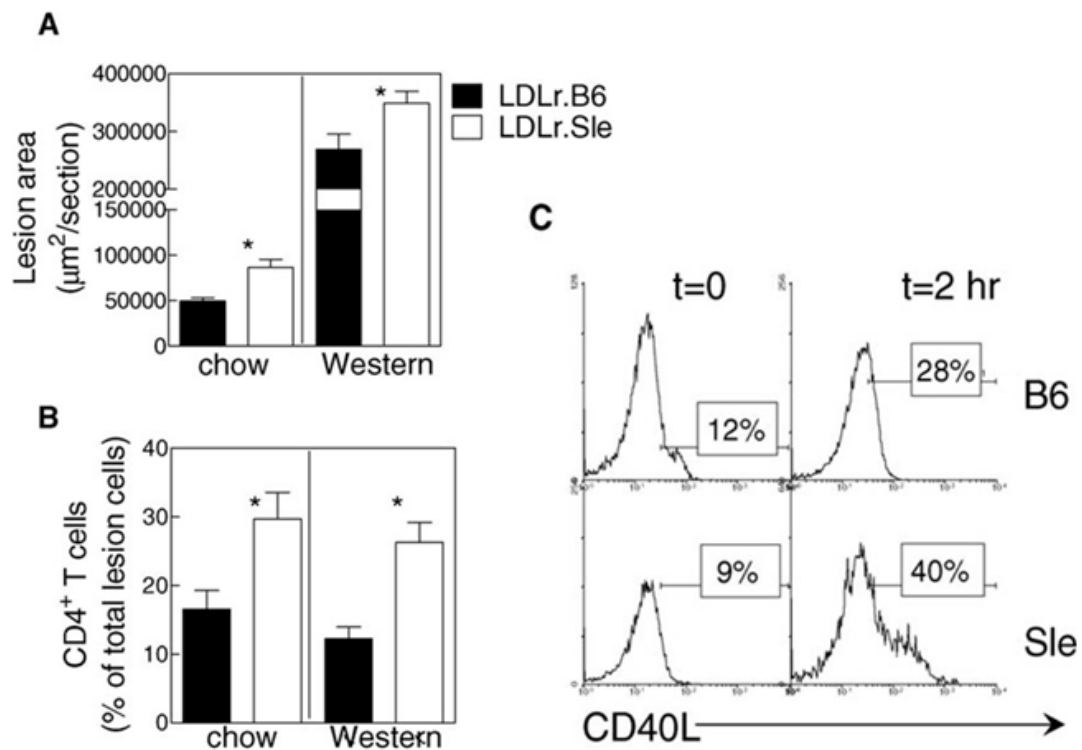 A
400000
300000
200000
150000
100000
50000
0
Lesion area
(μm²/section)
*
*
chow
Western
LDLr.B6
LDLr.Sle
B
40
30
20
10
0
CD4⁺ T cells
(% of total lesion cells)
*
*
chow
Western
C
t=0
t=2 hr
128
256
12%
28%
B6
9%
40%
Sle
CD40L